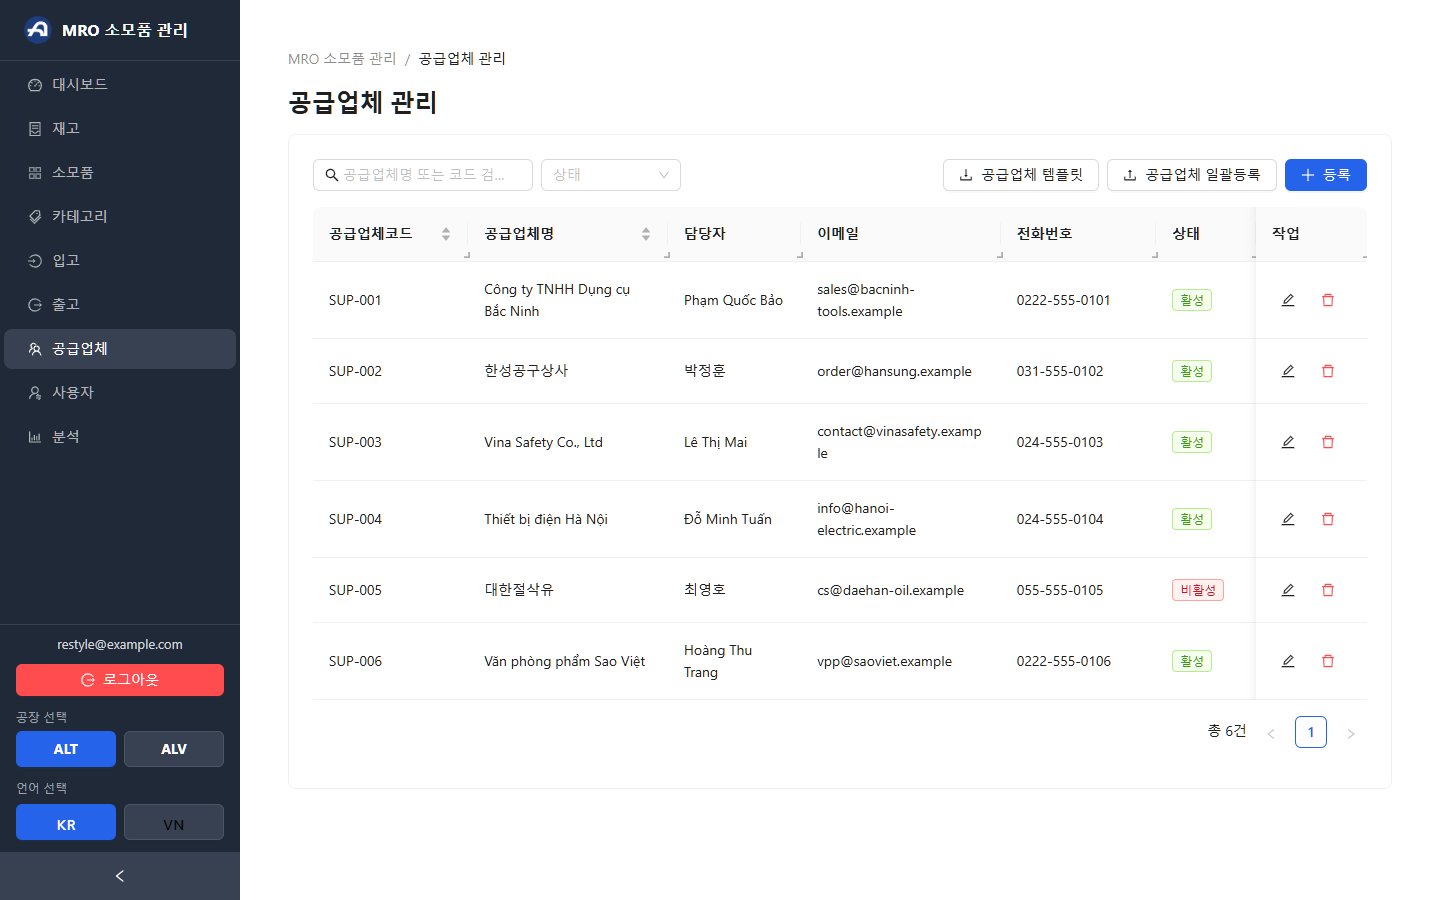 MRO 소모품 관리
대시보드
재고
소모품
카테고리
입고
출고
공급업체
사용자
분석
restyle@example.com
로그아웃
공장 선택
ALT ALV
언어 선택
KR VN
MRO 소모품 관리 / 공급업체 관리
공급업체 관리
공급업체명 또는 코드 검... 상태 공급업체 템플릿 공급업체 일괄등록 등록
공급업체코드 공급업체명 담당자 이메일 전화번호 상태 작업
SUP-001 Công ty TNHH Dụng cụ Bắc Ninh Phạm Quốc Bảo sales@bacninh-tools.example 0222-555-0101 활성
SUP-002 한성공구상사 박정훈 order@hansung.example 031-555-0102 활성
SUP-003 Vina Safety Co., Ltd Lê Thị Mai contact@vinasafety.example 024-555-0103 활성
SUP-004 Thiết bị điện Hà Nội Đỗ Minh Tuấn info@hanoi-electric.example 024-555-0104 활성
SUP-005 대한절삭유 최영호 cs@daehan-oil.example 055-555-0105 비활성
SUP-006 Văn phòng phẩm Sao Việt Hoàng Thu Trang vpp@saoviet.example 0222-555-0106 활성
총 6건 1